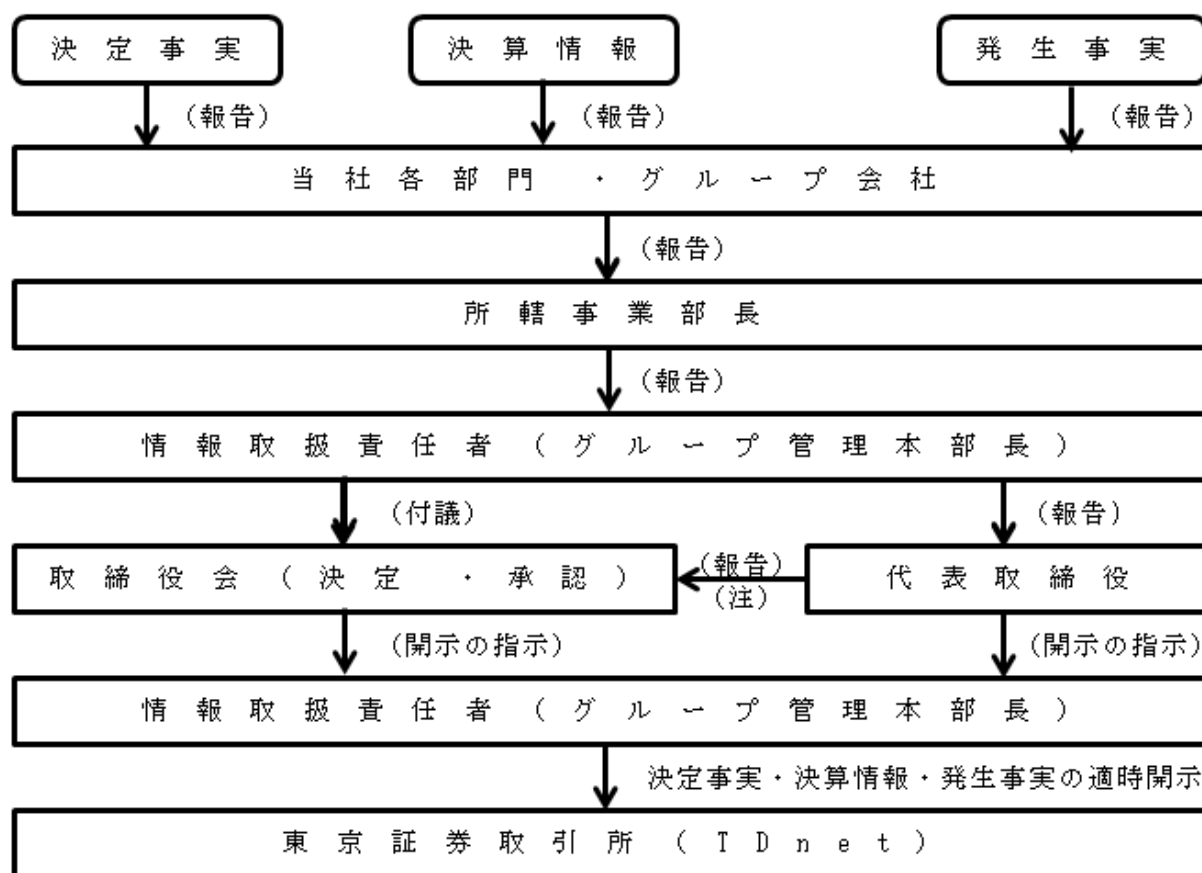 決定事実 決算情報 発生事実
（報告） （報告） （報告）
当社各部門・グループ会社
（報告）
所轄事業部長
（報告）
情報取扱責任者（グループ管理本部長）
（付議） （報告）
取締役会（決定・承認） （報告） 代表取締役
（注）
（開示の指示） （開示の指示）
情報取扱責任者（グループ管理本部長）
決定事実・決算情報・発生事実の適時開示
東京証券取引所（TDnet）